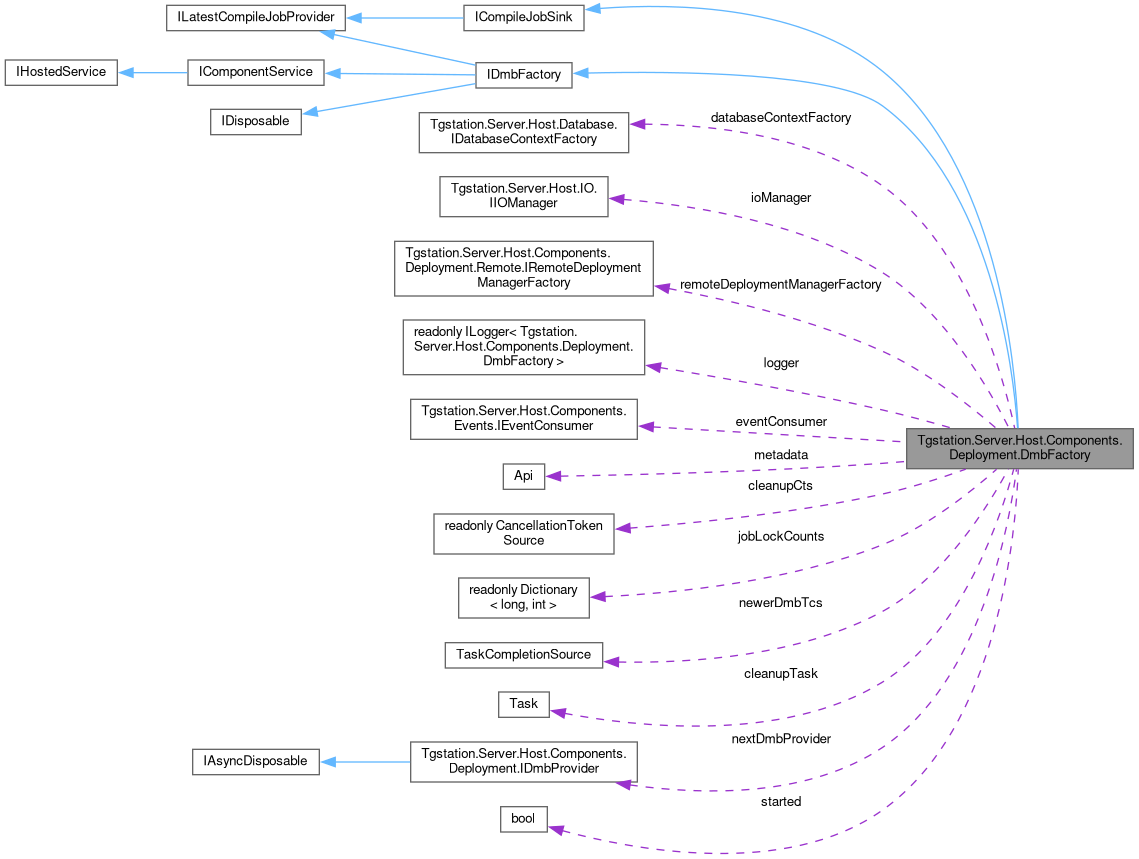 ILatestCompileJobProvider
ICompileJobSink
IHostedService
IComponentService
IDmbFactory
IDisposable
Tgstation.Server.Host.Database.
IDatabaseContextFactory
databaseContextFactory
Tgstation.Server.Host.IO.
IIOManager
ioManager
Tgstation.Server.Host.Components.
Deployment.Remote.IRemoteDeployment
ManagerFactory
remoteDeploymentManagerFactory
readonly ILogger< Tgstation.
Server.Host.Components.Deployment.
DmbFactory >
logger
Tgstation.Server.Host.Components.
Events.IEventConsumer
eventConsumer
Tgstation.Server.Host.Components.
Deployment.DmbFactory
Api
metadata
readonly CancellationToken
Source
cleanupCts
readonly Dictionary
< long, int >
jobLockCounts
TaskCompletionSource
newerDmbTcs
Task
cleanupTask
IAsyncDisposable
Tgstation.Server.Host.Components.
Deployment.IDmbProvider
nextDmbProvider
bool
started